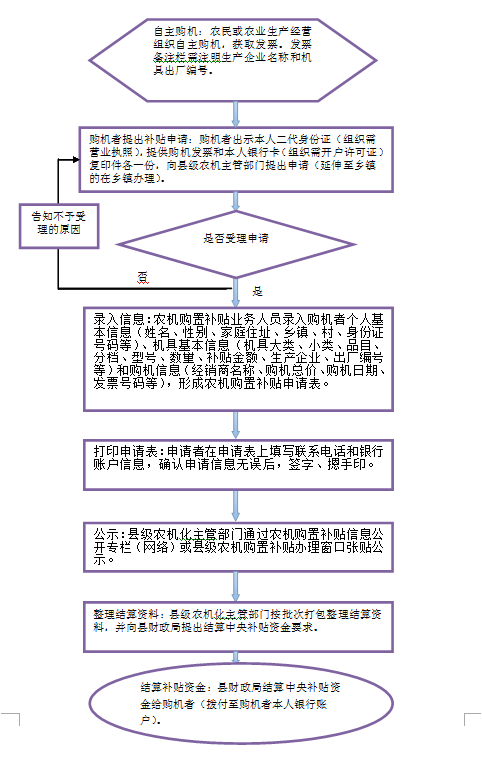 自主购机：农民或农业生产经营
组织自主购机，获取发票。发票
备注栏需注明生产企业名称和机
具出厂编号。
购机者提出补贴申请：购机者出示本人二代身份证（组织需
营业执照），提供购机发票和本人银行卡（组织需开户许可证）
复印件各一份，向县级农机主管部门提出申请（延伸至乡镇
的在乡镇办理）。
告知不予受
理的原因
是否受理申请
否
是
录入信息：农机购置补贴业务人员录入购机者个人基
本信息（姓名、性别、家庭住址、乡镇、村、身份证
号码等）、机具基本信息（机具大类、小类、品目、
分档、型号、数量、补贴金额、生产企业、出厂编号
等）和购机信息（经销商名称、购机总价、购机日期、
发票号码等），形成农机购置补贴申请表。
打印申请表：申请者在申请表上填写联系电话和银行
账户信息，确认申请信息无误后，签字、摁手印。
公示：县级农机化主管部门通过农机购置补贴信息公
开专栏（网络）或县级农机购置补贴办理窗口张贴公
示。
整理结算资料：县级农机化主管部门按批次打包整理结算资
料，并向县财政局提出结算中央补贴资金要求。
结算补贴资金：县财政局结算中央补贴资
金给购机者（拨付至购机者本人银行账
户）。